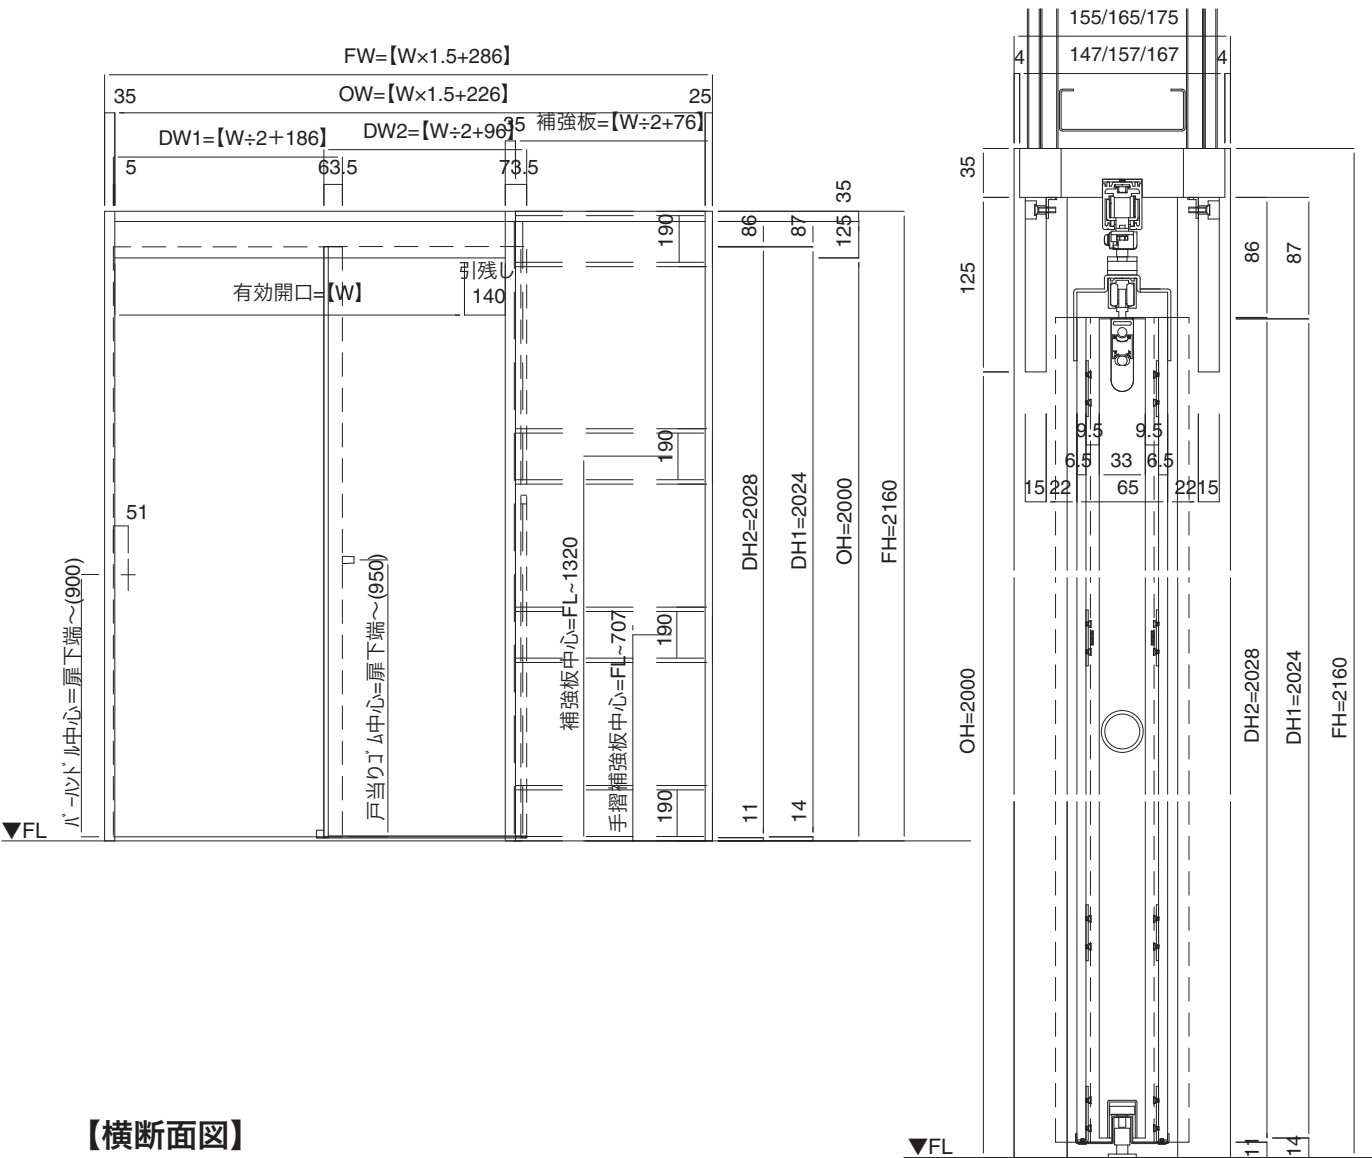 FW=【W×1.5+286】
35
OW=【W×1.5+226】
25
DW1=【W÷2＋186】
DW2=【W÷2+96】
35
補強板=【W÷2+76】
5
63.5
73.5
190
86
87
125
35
引残し
140
有効開口=【W】
190
51
DH2=2028
DH1=2024
OH=2000
FH=2160
ﾊﾞｰﾊﾝﾄﾞﾙ中心=扉下端～(900)
戸当りｺﾞﾑ中心=扉下端～(950)
補強板中心=FL~1320
手摺補強板中心=FL~707
190
190
11
14
▼FL
155/165/175
4
147/157/167
4
35
125
86
87
9.5
9.5
6.5
33
6.5
15
22
65
22
15
OH=2000
DH2=2028
DH1=2024
FH=2160
11
14
▼FL
【横断面図】